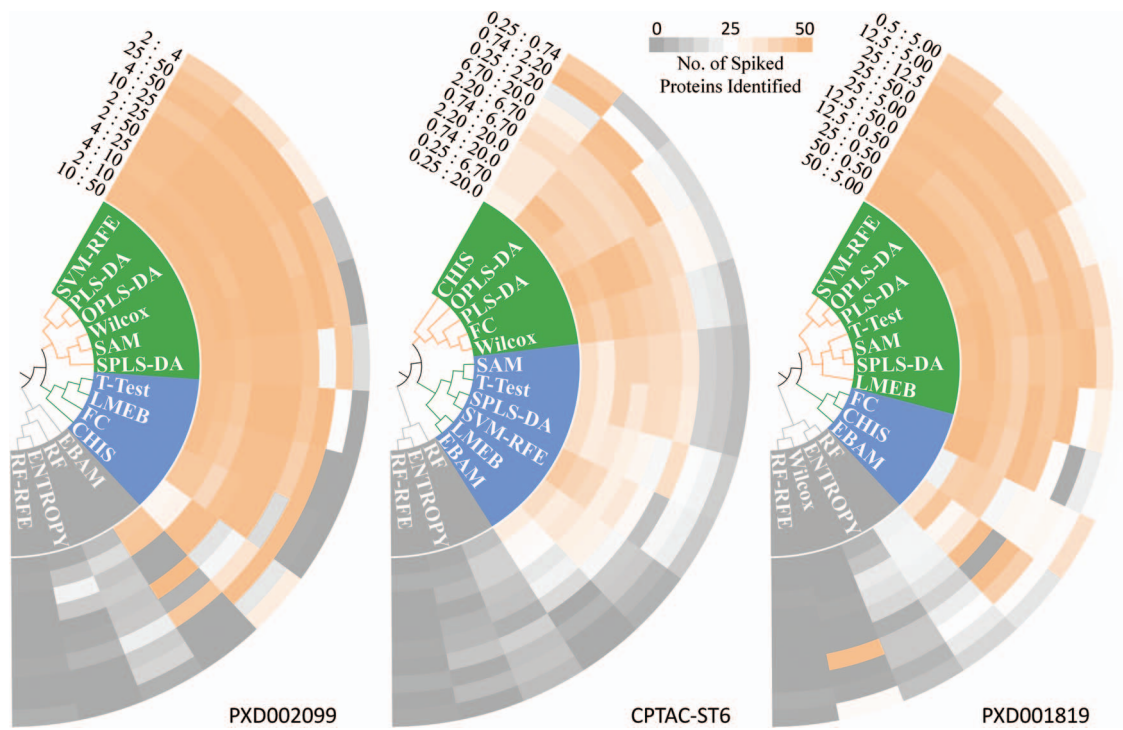 2 : 4
25 : 50
4 : 50
10 : 25
2 : 25
2 : 50
4 : 25
4 : 10
2 : 10
10 : 50
SVM-RFE
PLS-DA
OPLS-DA
Wilcox
SAM
SPLS-DA
T-Test
LMEB
FC
CHIS
EBAM
RF
ENTROPY
RF-RFE
PXD002099
0.25 : 0.74
0.74 : 2.20
0.25 : 2.20
6.70 : 20.0
2.20 : 6.70
0.74 : 6.70
2.20 : 20.0
0.74 : 20.0
0.25 : 6.70
0.25 : 20.0
CHIS
OPLS-DA
PLS-DA
FC
Wilcox
SAM
T-Test
SPLS-DA
SVM-RFE
LMEB
EBAM
RF
ENTROPY
RF-RFE
CPTAC-ST6
0 25 50
No. of Spiked
Proteins Identified
0.5 : 5.00
12.5 : 5.00
25 : 12.5
25 : 50.0
25 : 5.00
12.5 : 50.0
12.5 : 0.50
25 : 0.50
50 : 0.50
50 : 5.00
SVM-RFE
OPLS-DA
PLS-DA
T-Test
SAM
SPLS-DA
LMEB
FC
CHIS
EBAM
RF
ENTROPY
Wilcox
RF-RFE
PXD001819